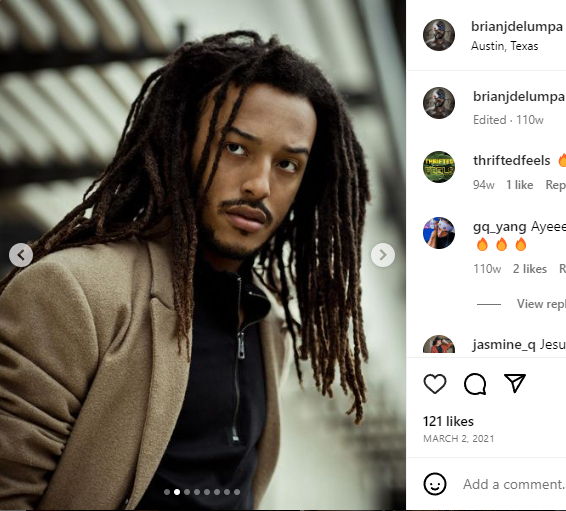 brianjdelumpa
Austin, Texas
brianjdelumpa
Edited · 110w
thriftedfeels 🔥
94w 1 like Rep
gq_yang Ayeee
🔥🔥🔥
110w 2 likes R
View repl
jasmine_q Jesu
121 likes
MARCH 2, 2021
Add a comment.